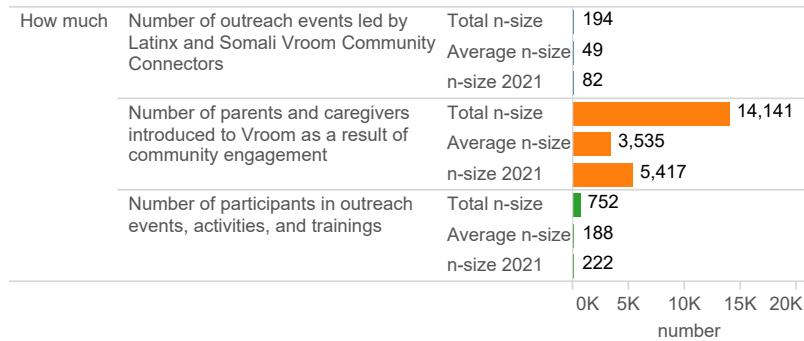 How much
Number of outreach events led by
Latinx and Somali Vroom Community
Connectors
Total n-size 194
Average n-size 49
n-size 2021 82
Number of parents and caregivers
introduced to Vroom as a result of
community engagement
Total n-size 14,141
Average n-size 3,535
n-size 2021 5,417
Number of participants in outreach
events, activities, and trainings
Total n-size 752
Average n-size 188
n-size 2021 222
0K 5K 10K 15K 20K
number